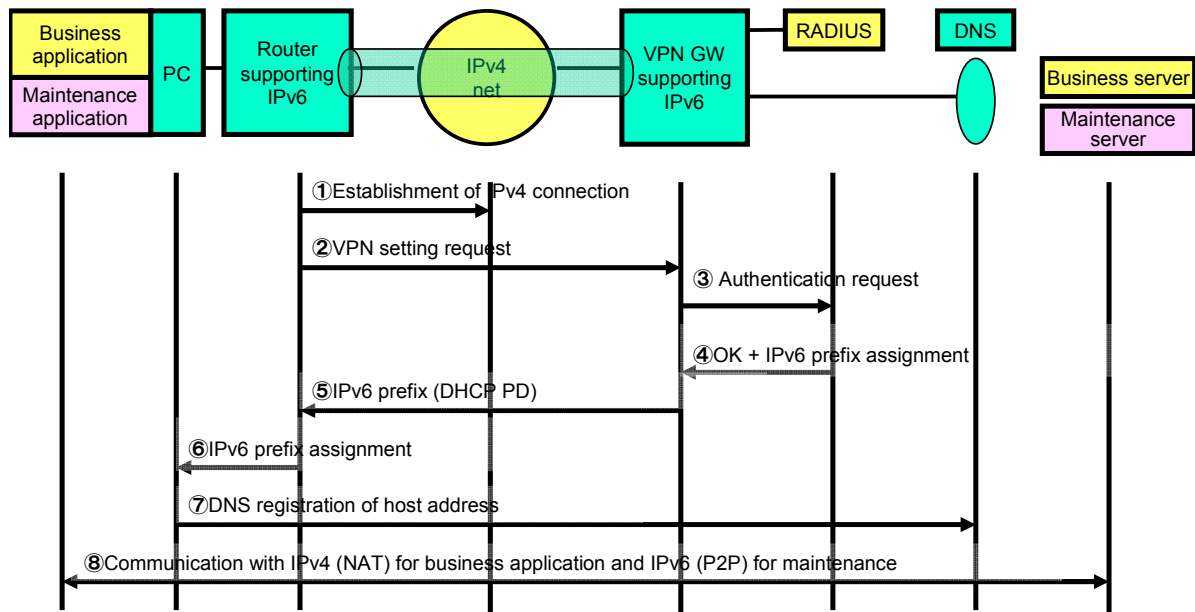 Business
application
Maintenance
application
PC
Router
supporting
IPv6
IPv4
net
VPN GW
supporting
IPv6
RADIUS
DNS
Business server
Maintenance
server
①Establishment of IPv4 connection
②VPN setting request
③ Authentication request
④OK + IPv6 prefix assignment
⑤IPv6 prefix (DHCP PD)
⑥IPv6 prefix assignment
⑦DNS registration of host address
⑧Communication with IPv4 (NAT) for business application and IPv6 (P2P) for maintenance